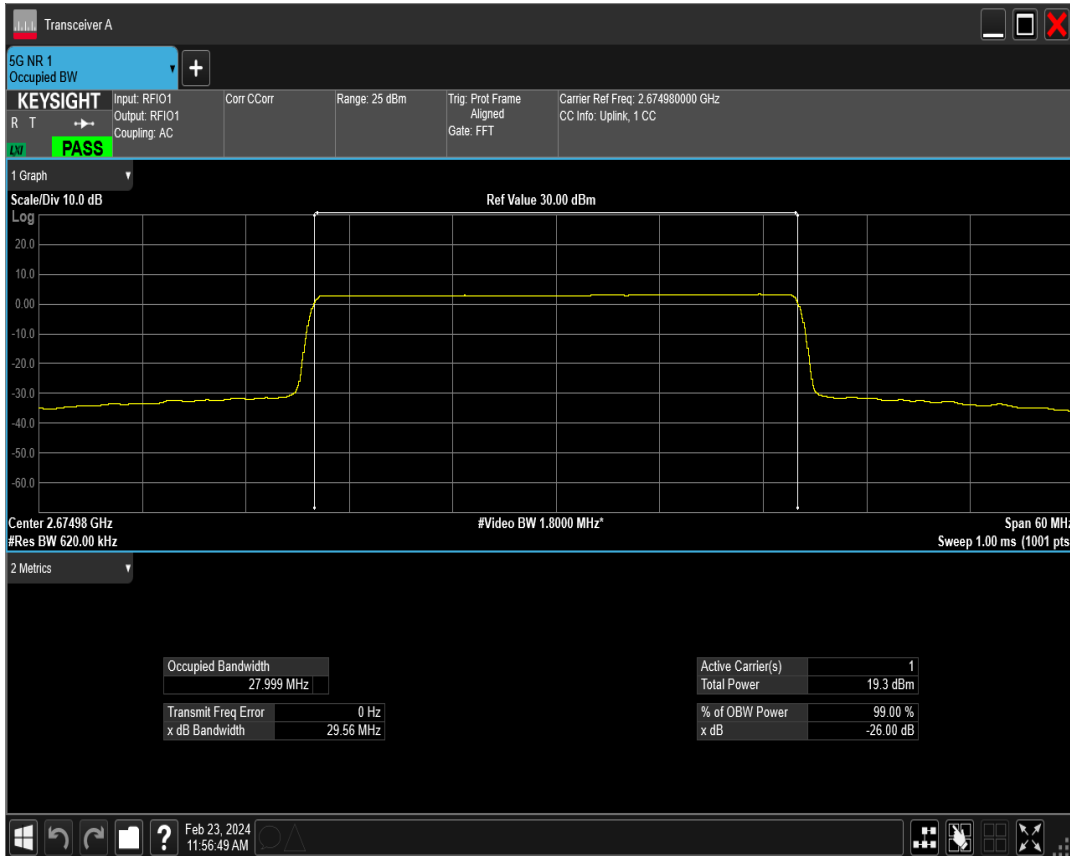 Transceiver A
5G NR 1
Occupied BW
KEYSIGHT
R T
LXI
PASS
Input: RFIO1
Output: RFIO1
Coupling: AC
Corr CCorr
Range: 25 dBm
Trig: Prot Frame
Aligned
Gate: FFT
Carrier Ref Freq: 2.674980000 GHz
CC Info: Uplink, 1 CC
1 Graph
Scale/Div 10.0 dB
Ref Value 30.00 dBm
Log
20.0
10.0
0.00
-10.0
-20.0
-30.0
-40.0
-50.0
-60.0
Center 2.67498 GHz
#Video BW 1.8000 MHz*
Span 60 MHz
#Res BW 620.00 kHz
Sweep 1.00 ms (1001 pts
2 Metrics
Occupied Bandwidth
27.999 MHz
Transmit Freq Error 0 Hz
x dB Bandwidth 29.56 MHz
Active Carrier(s) 1
Total Power 19.3 dBm
% of OBW Power 99.00 %
x dB -26.00 dB
?
Feb 23, 2024
11:56:49 AM